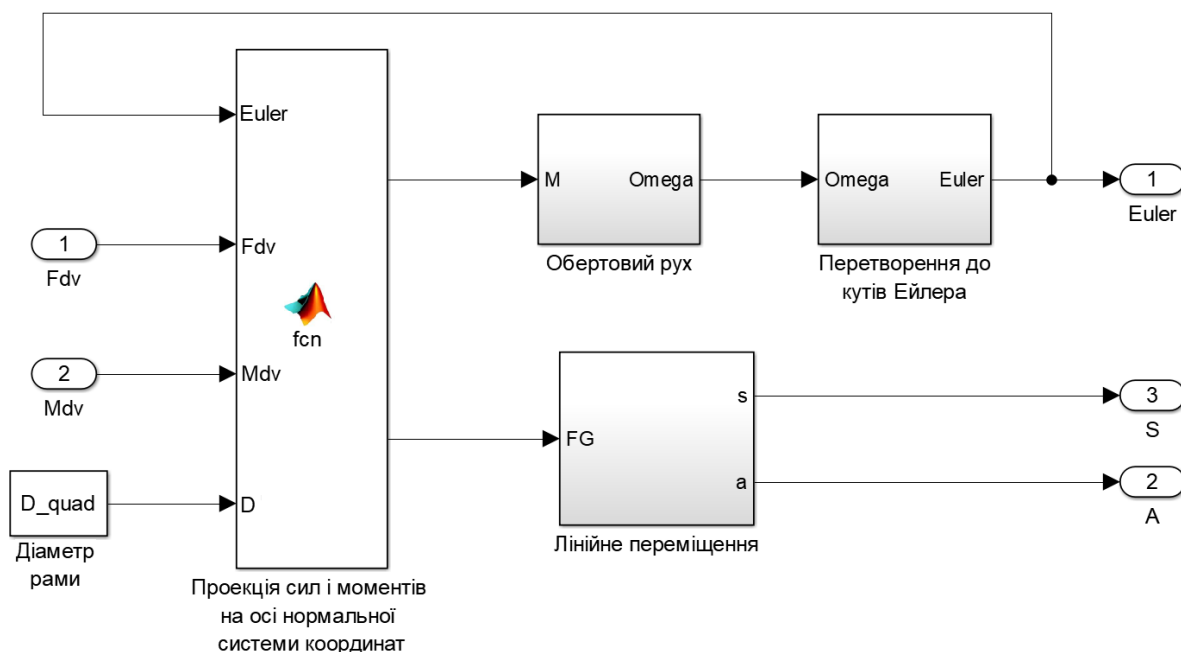 Euler
Fdv
Mdv
D
fcn
Проекція сил і моментів
на осі нормальної
системи координат
1
Fdv
2
Mdv
D_quad
Діаметр
рами
M
Omega
Обертовий рух
Omega
Euler
Перетворення до
кутів Ейлера
1
Euler
FG
s
a
Лінійне переміщення
3
S
2
A